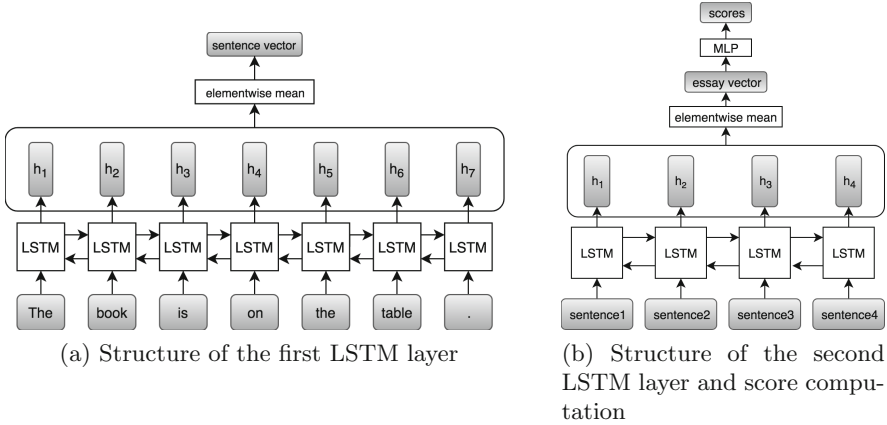 sentence vector
elementwise mean
h1 h2 h3 h4 h5 h6 h7
LSTM LSTM LSTM LSTM LSTM LSTM LSTM
The book is on the table .
(a) Structure of the first LSTM layer
scores
MLP
essay vector
elementwise mean
h1 h2 h3 h4
LSTM LSTM LSTM LSTM
sentence1 sentence2 sentence3 sentence4
(b) Structure of the second
LSTM layer and score compu-
tation